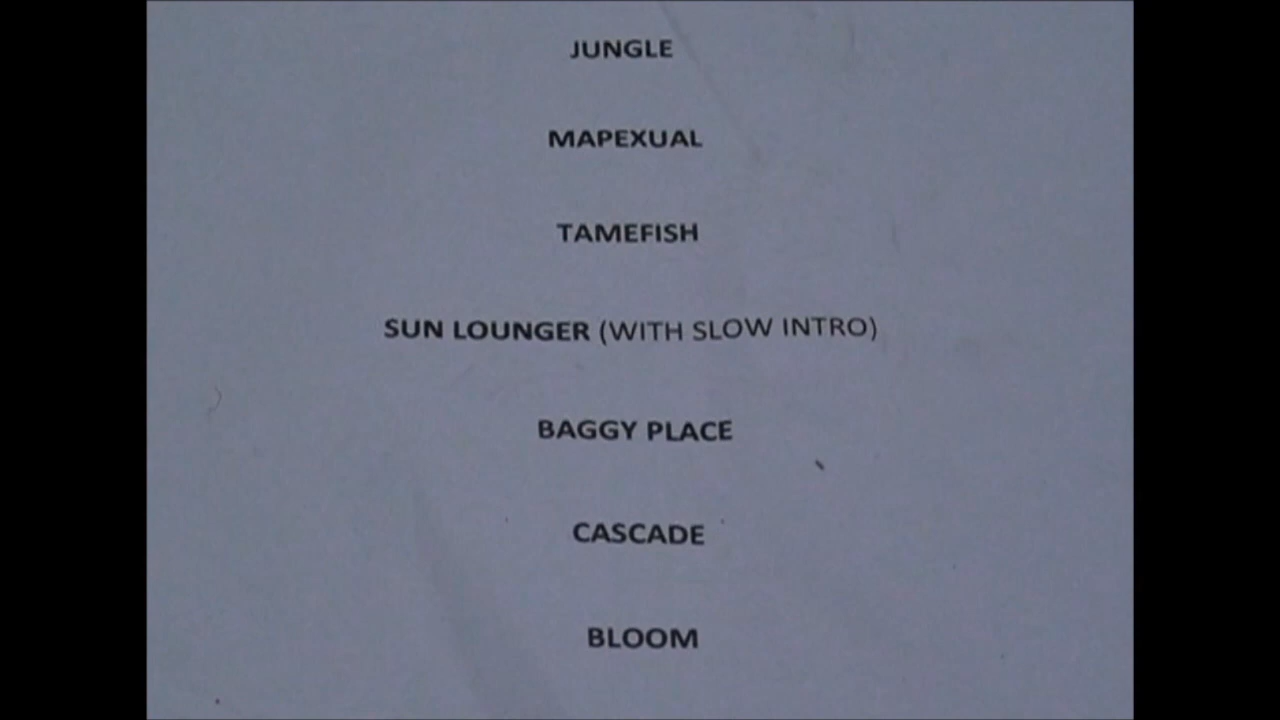 JUNGLE
MAPEXUAL
TAMEFISH
SUN LOUNGER (WITH SLOW INTRO)
BAGGY PLACE
CASCADE
BLOOM